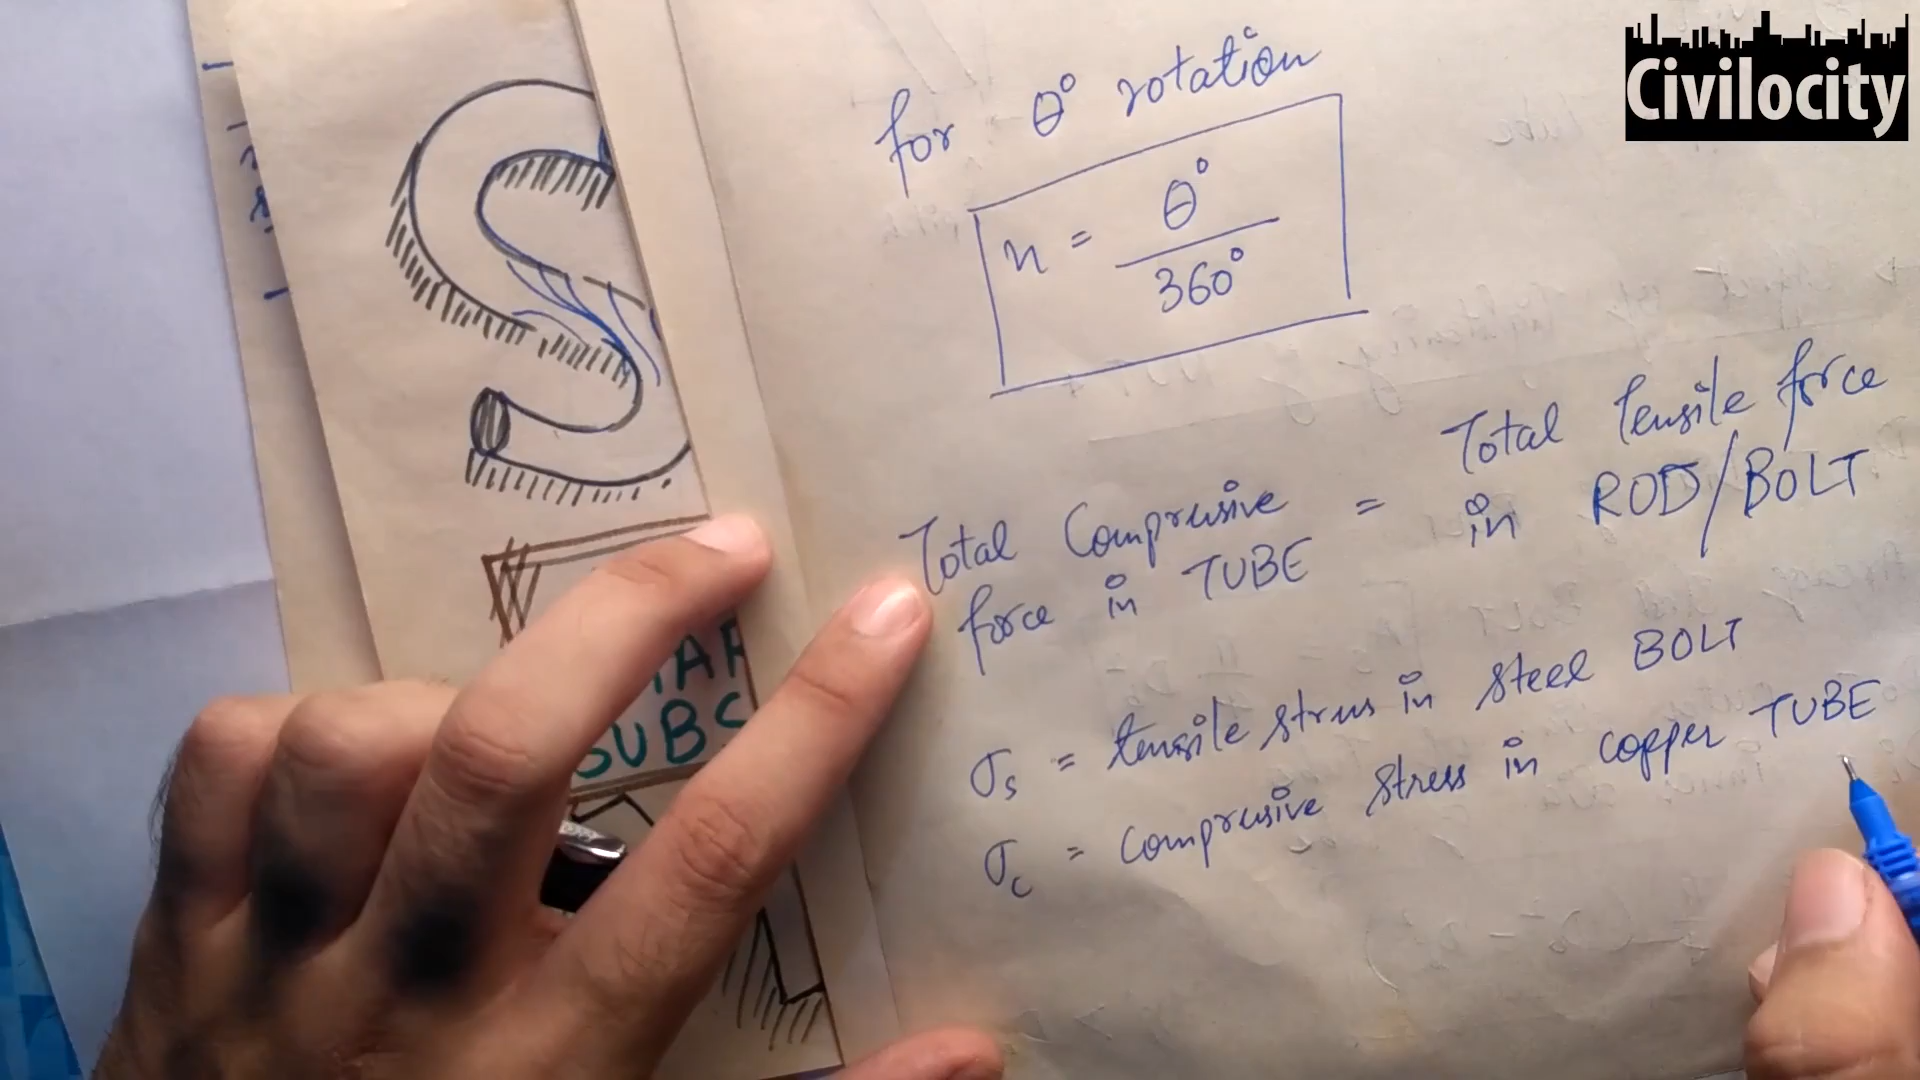 Civilocity
for θ° rotation
n = θ°
360°
Total Tensile force
Total Compressive = in ROD/BOLT
force in TUBE
σs = tensile stress in steel BOLT
σc = compressive stress in copper TUBE
SUBS